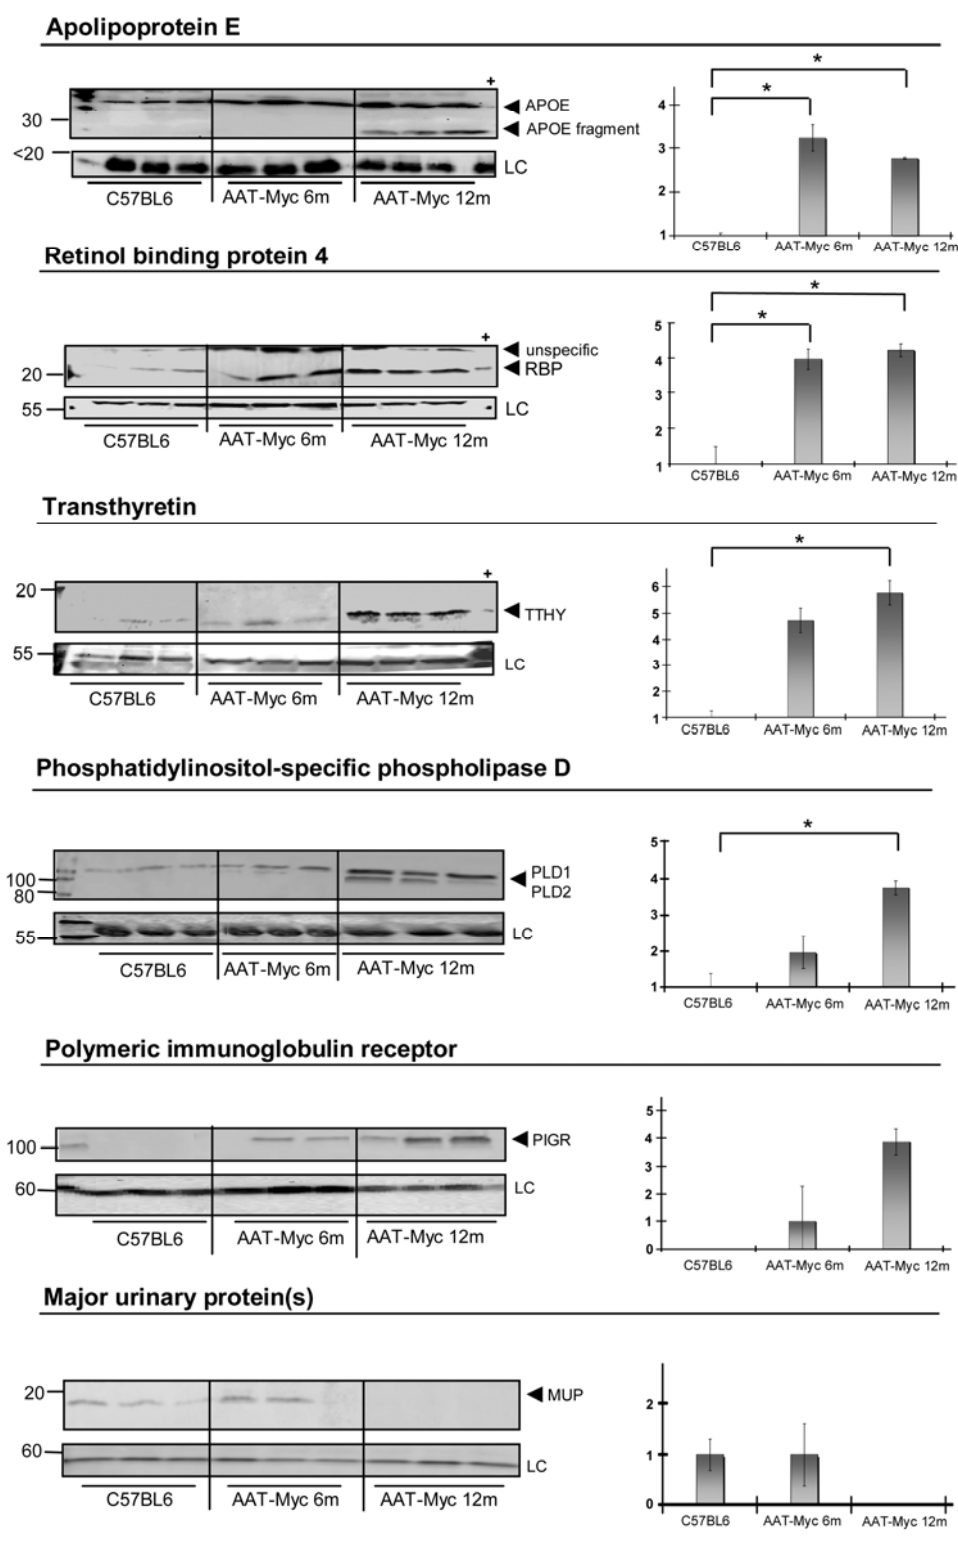 Apolipoprotein E
*
*
+
30
<20
APOE
APOE fragment
LC
C57BL6
AAT-Myc 6m
AAT-Myc 12m
4
3
2
1
C57BL6
AAT-Myc 6m
AAT-Myc 12m
Retinol binding protein 4
*
*
+
20
55
unspecific
RBP
LC
C57BL6
AAT-Myc 6m
AAT-Myc 12m
5
4
3
2
1
C57BL6
AAT-Myc 6m
AAT-Myc 12m
Transthyretin
*
+
20
55
TTHY
LC
C57BL6
AAT-Myc 6m
AAT-Myc 12m
6
5
4
3
2
1
C57BL6
AAT-Myc 6m
AAT-Myc 12m
Phosphatidylinositol-specific phospholipase D
*
100
80
55
PLD1
PLD2
LC
C57BL6
AAT-Myc 6m
AAT-Myc 12m
5
4
3
2
1
C57BL6
AAT-Myc 6m
AAT-Myc 12m
Polymeric immunoglobulin receptor
100
60
PIGR
LC
C57BL6
AAT-Myc 6m
AAT-Myc 12m
5
4
3
2
1
0
C57BL6
AAT-Myc 6m
AAT-Myc 12m
Major urinary protein(s)
20
60
MUP
LC
C57BL6
AAT-Myc 6m
AAT-Myc 12m
2
1
0
C57BL6
AAT-Myc 6m
AAT-Myc 12m